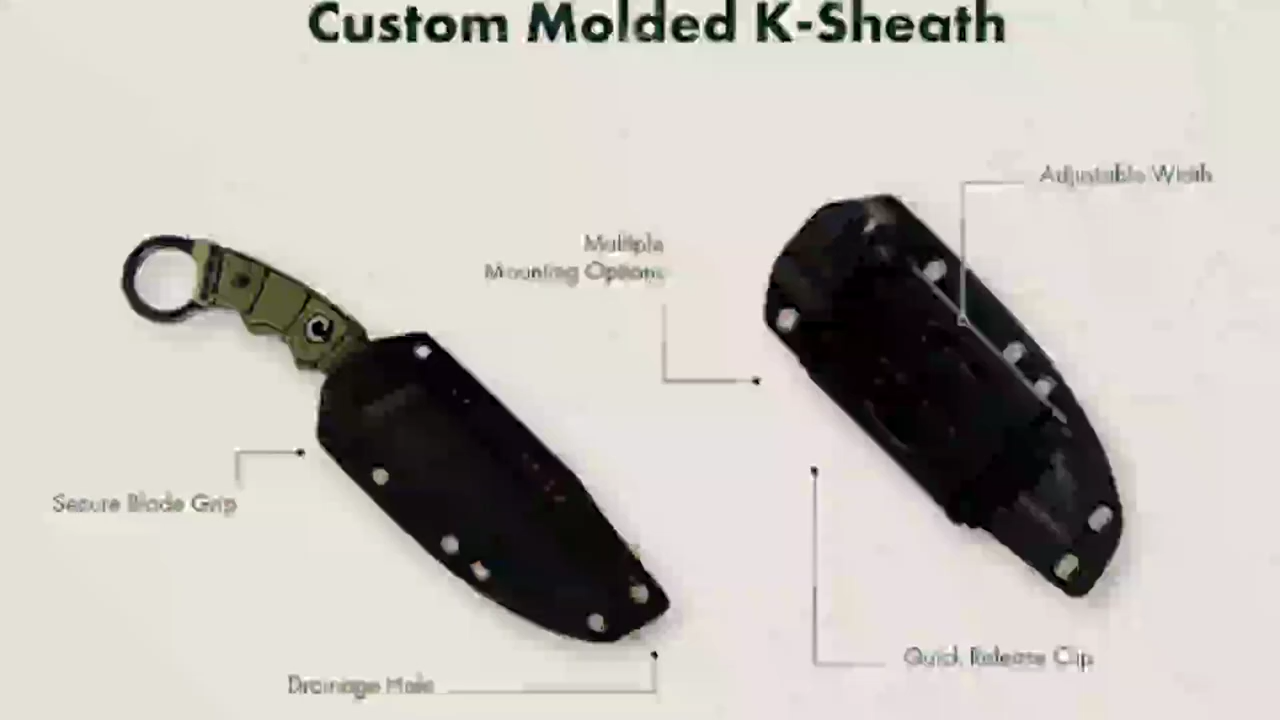 Custom Molded K-Sheath
Adjustable Width
Multiple
Mounting Options
Secure Blade Grip
Quick Release Clip
Drainage Hole